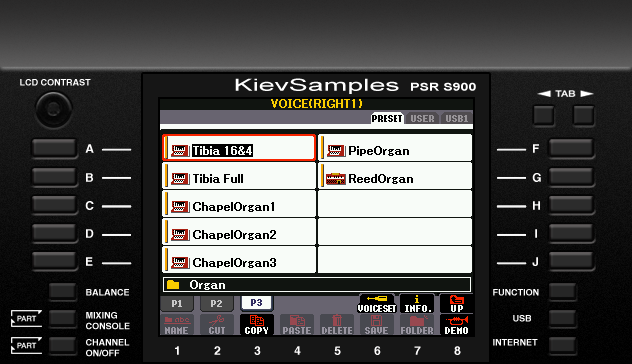 LCD CONTRAST
KievSamples PSR S900
TAB
VOICE(RIGHT1)
PRESET USER USB1
A
B
C
D
E
Tibia 16&4
Tibia Full
ChapelOrgan1
ChapelOrgan2
ChapelOrgan3
PipeOrgan
ReedOrgan
F
G
H
I
J
Organ
P1 P2 P3
VOICESET INFO. UP
NAME CUT COPY PASTE DELETE SAVE FOLDER DEMO
BALANCE
PART MIXING CONSOLE
PART CHANNEL ON/OFF
1 2 3 4 5 6 7 8
FUNCTION
USB
INTERNET